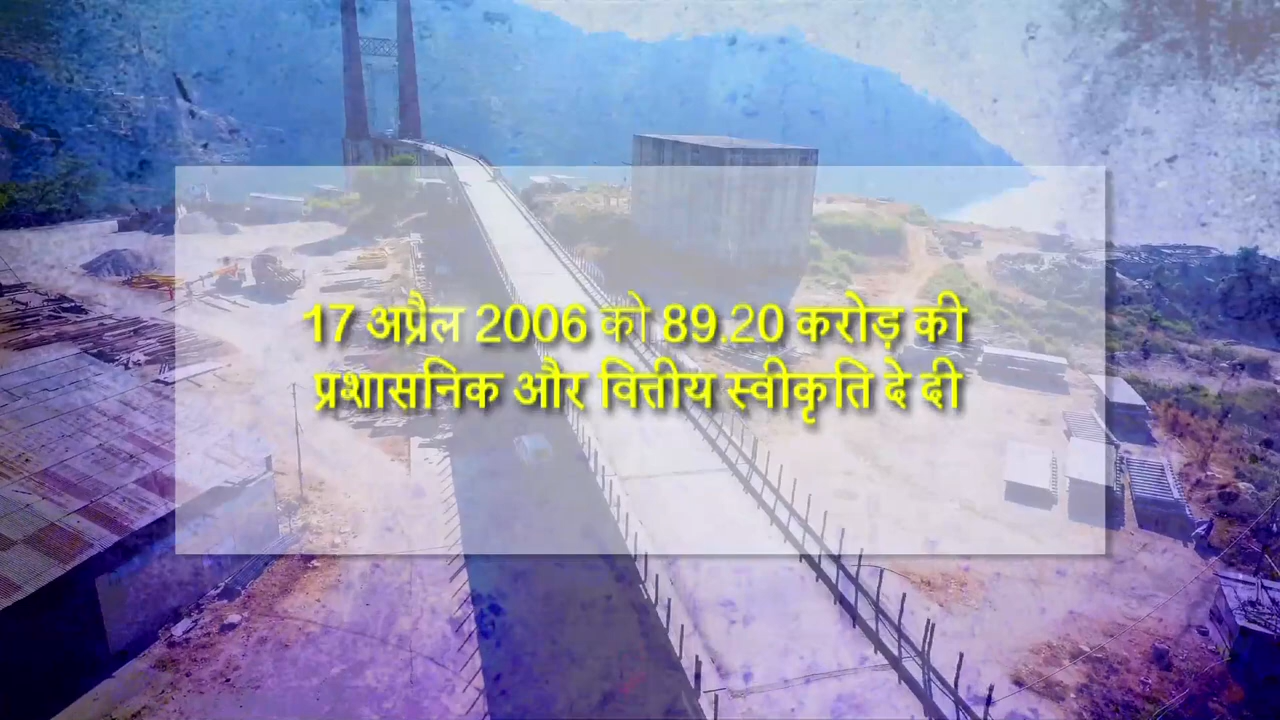 17 अप्रैल 2006 को 89.20 करोड़ की
प्रशासनिक और वित्तीय स्वीकृति दे दी